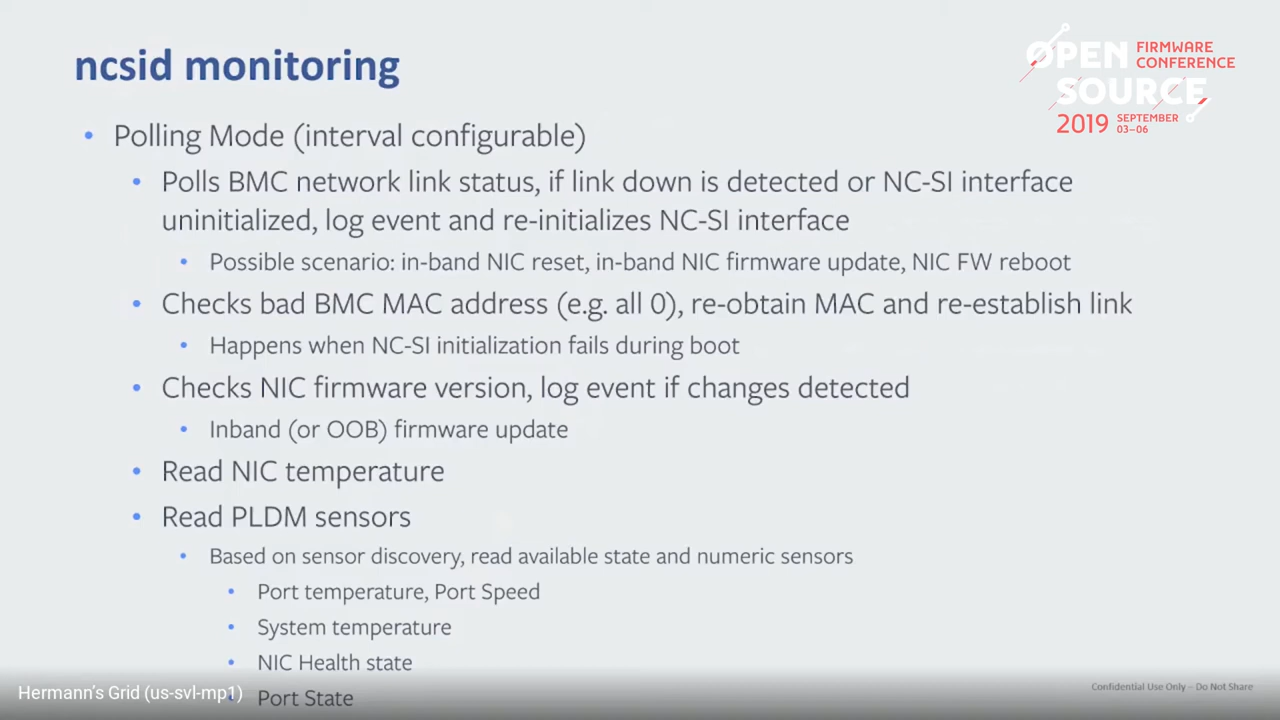 ncsid monitoring
OPEN SOURCE
FIRMWARE
CONFERENCE
2019 SEPTEMBER
03–06
Polling Mode (interval configurable)
Polls BMC network link status, if link down is detected or NC-SI interface
uninitialized, log event and re-initializes NC-SI interface
Possible scenario: in-band NIC reset, in-band NIC firmware update, NIC FW reboot
Checks bad BMC MAC address (e.g. all 0), re-obtain MAC and re-establish link
Happens when NC-SI initialization fails during boot
Checks NIC firmware version, log event if changes detected
Inband (or OOB) firmware update
Read NIC temperature
Read PLDM sensors
Based on sensor discovery, read available state and numeric sensors
Port temperature, Port Speed
System temperature
NIC Health state
Port State
Hermann's Grid (us-svl-mp1)
Confidential Use Only – Do Not Share